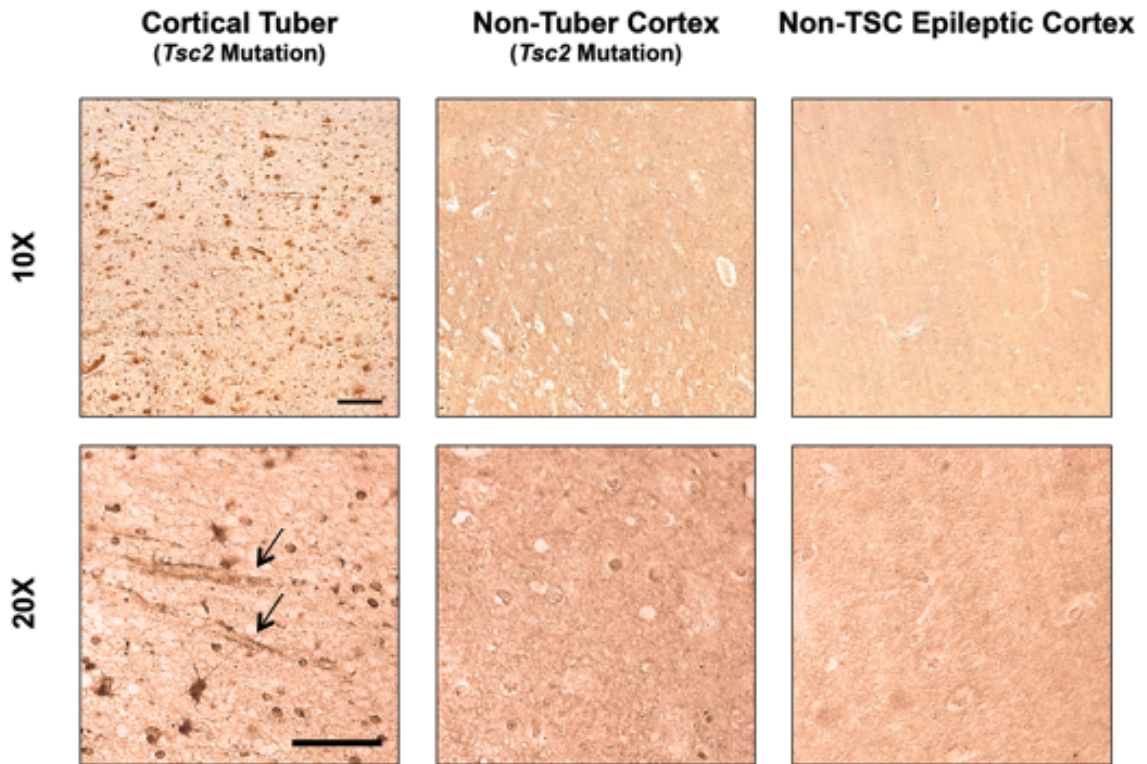 Cortical Tuber
(Tsc2 Mutation)
Non-Tuber Cortex
(Tsc2 Mutation)
Non-TSC Epileptic Cortex
10X
20X